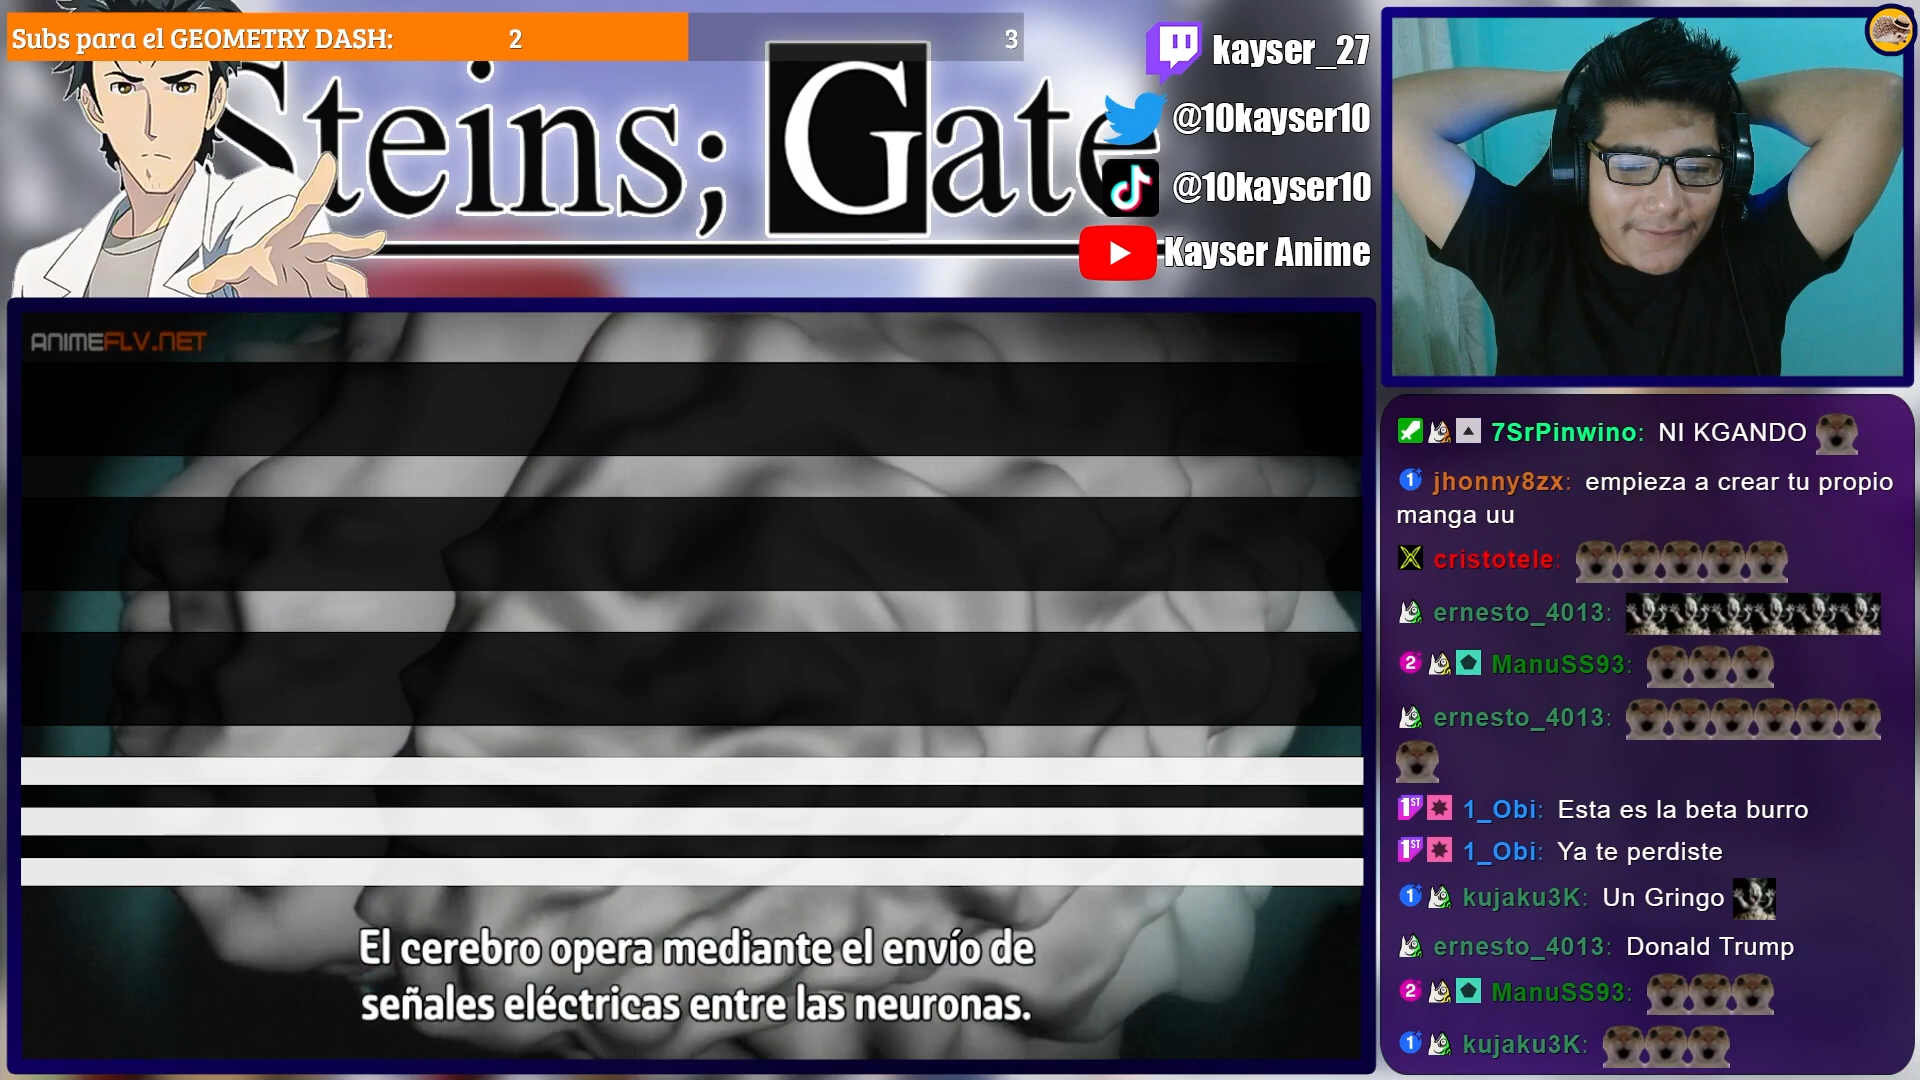 Subs para el GEOMETRY DASH: 2 3
Steins; Gate
kayser_27
@10kayser10
@10kayser10
Kayser Anime
ANIMEFLV.NET
El cerebro opera mediante el envío de
señales eléctricas entre las neuronas.
7SrPinwino: NI KGANDO
jhonny8zx: empieza a crear tu propio
manga uu
cristotele:
ernesto_4013:
ManuSS93:
ernesto_4013:
1_Obi: Esta es la beta burro
1_Obi: Ya te perdiste
kujaku3K: Un Gringo
ernesto_4013: Donald Trump
ManuSS93:
kujaku3K: